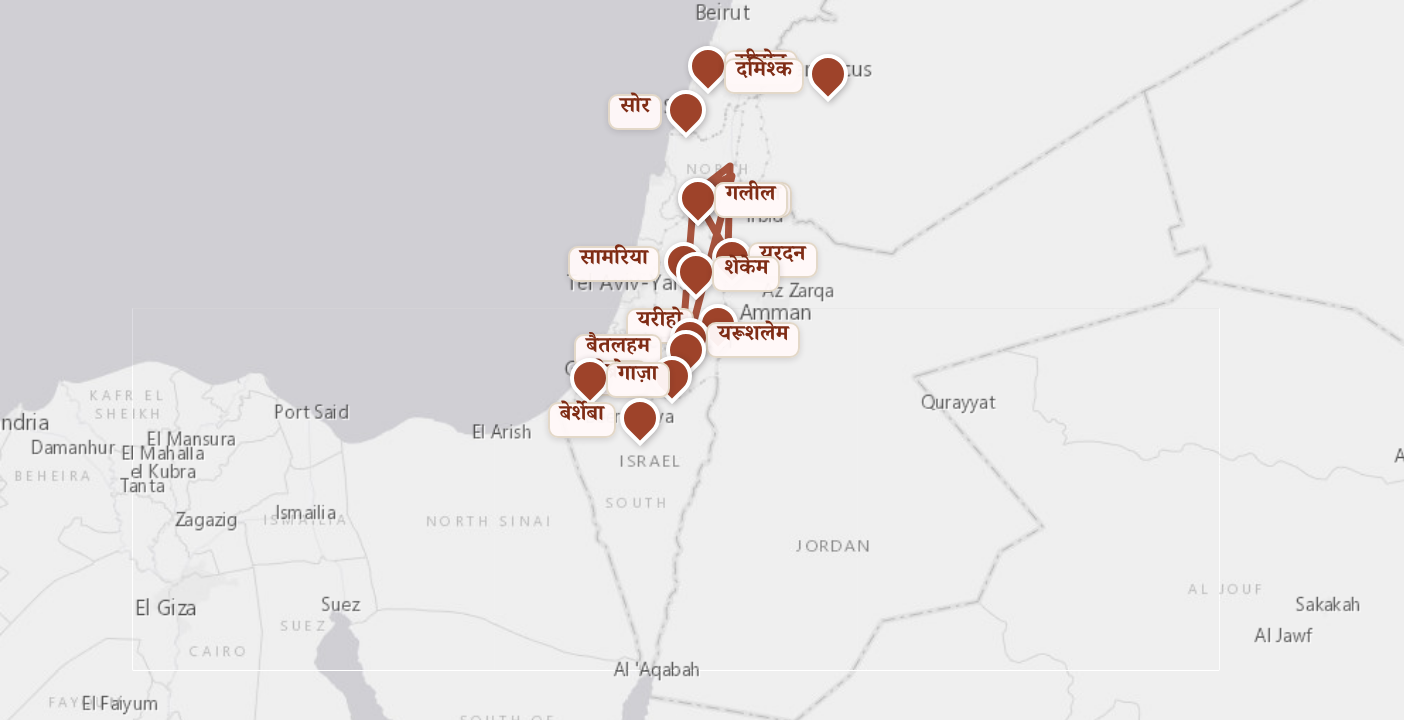 Beirut
दमिश्क
सोर
गलील
सामरिया
यरदन
शेकेम
Az Zarqa
यरीहो
Amman
यरूशलेम
बैतलहम
गाज़ा
बेर्शेबा
KAFR EL
SHEIKH
Port Said
Qurayyat
El Arish
El Mansura
Damanhur
El Mahalla
el Kubra
BEHEIRA
Tanta
ISRAEL
SOUTH
Zagazig
Ismailia
ISMAILIA
NORTH SINAI
JORDAN
AL JOUF
El Giza
Suez
SUEZ
Sakakah
Al Jawf
CAIRO
Al 'Aqabah
El Faiyum